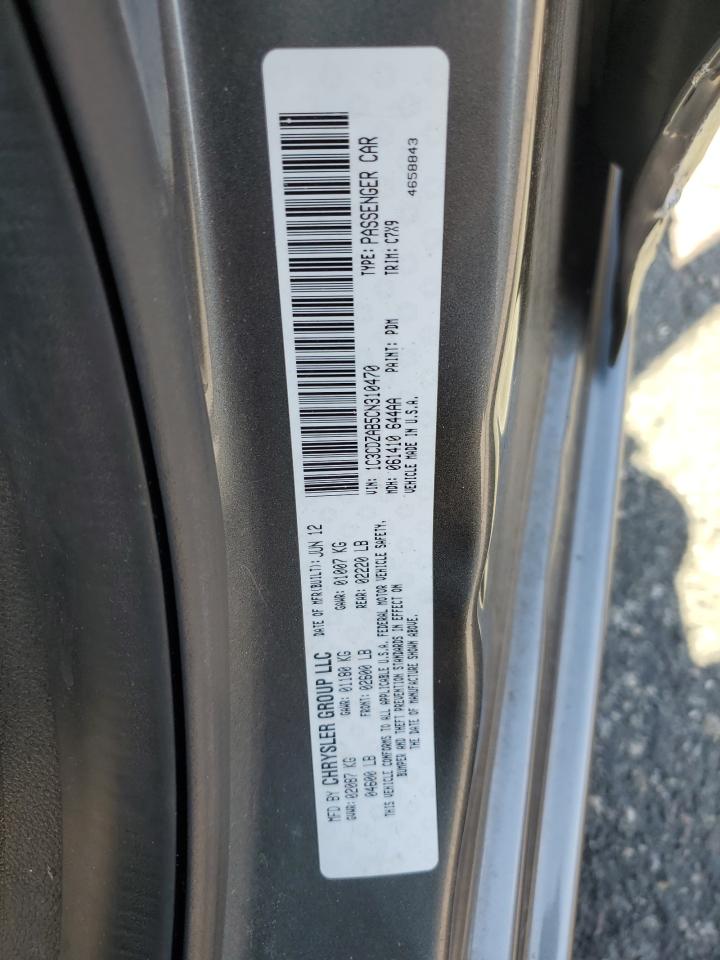 MFD BY CHRYSLER GROUP LLC
DATE OF MFR(BUILT): JUN 12
GVWR: 02087 KG
GAWR: 01180 KG
GAWR: 01007 KG
04600 LB
FRONT: 02600 LB
REAR: 02220 LB
THIS VEHICLE CONFORMS TO ALL APPLICABLE U.S.A. FEDERAL MOTOR VEHICLE SAFETY,
BUMPER AND THEFT PREVENTION STANDARDS IN EFFECT ON
THE DATE OF MANUFACTURE SHOWN ABOVE.
VIN: 1C3CDZAB5CN310470
TYPE: PASSENGER CAR
MDH: 061410 644AA
PAINT: PDM
TRIM: C7X9
VEHICLE MADE IN U.S.A.
4658843